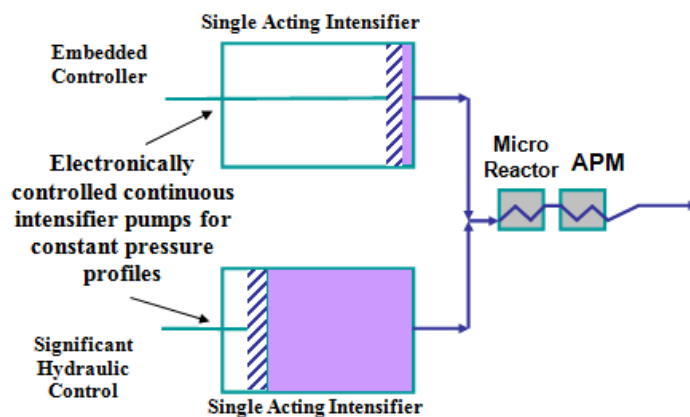 Single Acting Intensifier
Embedded
Controller
Micro
Reactor
APM
Electronically
controlled continuous
intensifier pumps for
constant pressure
profiles
Significant
Hydraulic
Control
Single Acting Intensifier